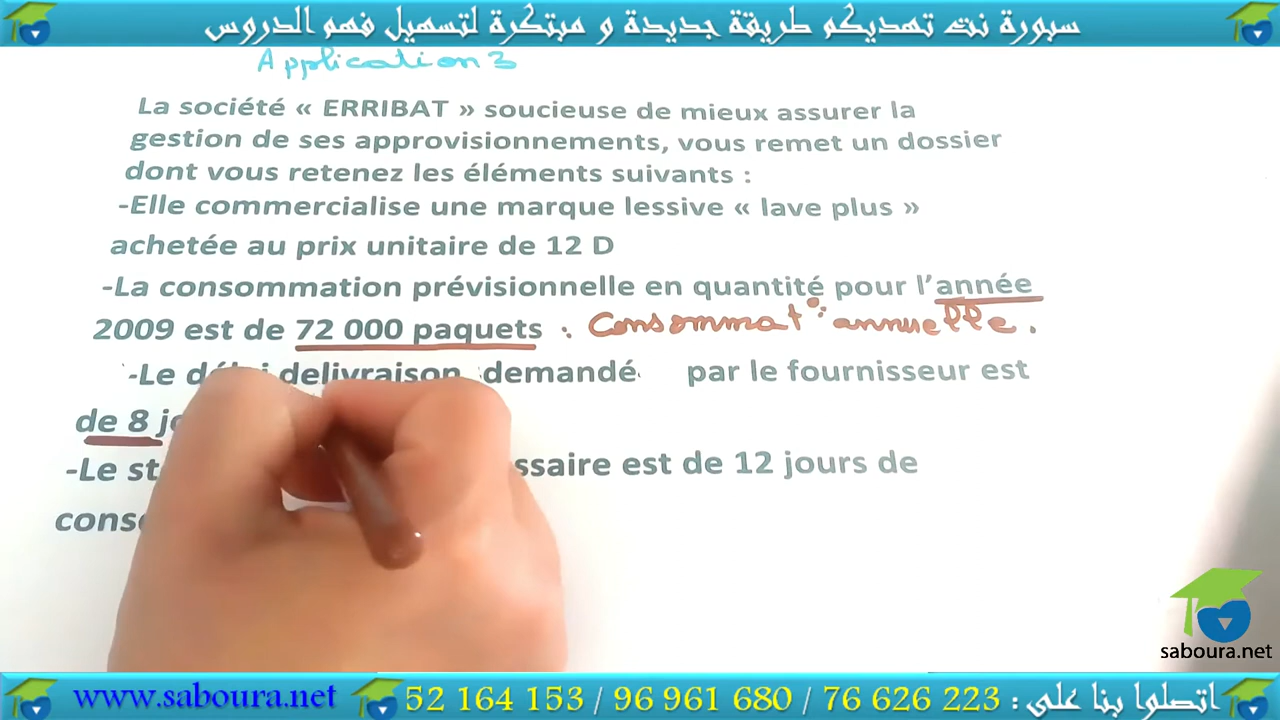 سبورة نت تهديكم طريقة جديدة و مبتكرة لتسهيل فهم الدروس
Application 3
La société « ERRIBAT » soucieuse de mieux assurer la
gestion de ses approvisionnements, vous remet un dossier
dont vous retenez les éléments suivants :
-Elle commercialise une marque lessive « lave plus »
achetée au prix unitaire de 12 D
-La consommation prévisionnelle en quantité pour l'année
2009 est de 72 000 paquets : Consommat° annuelle.
-Le délai delivraison demandé par le fournisseur est
de 8
-Le est de 12 jours de
saboura.net
www.saboura.net 52 164 153 / 96 961 680 / 76 626 223 : اتصلوا بنا على